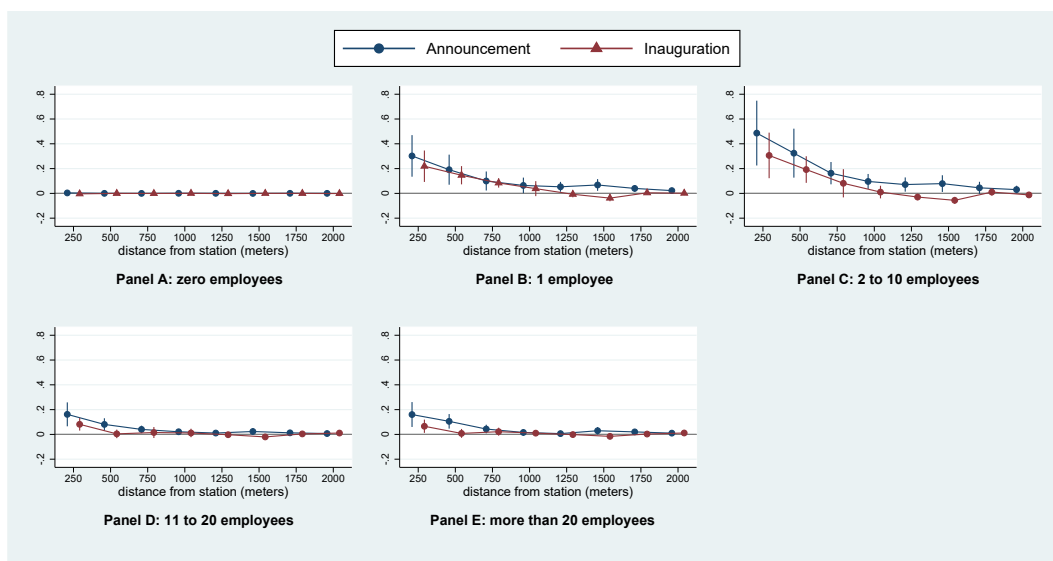 Announcement Inauguration
.8 .6 .4 .2 0 -.2
250 500 750 1000 1250 1500 1750 2000
distance from station (meters)
Panel A: zero employees
.8 .6 .4 .2 0 -.2
250 500 750 1000 1250 1500 1750 2000
distance from station (meters)
Panel B: 1 employee
.8 .6 .4 .2 0 -.2
250 500 750 1000 1250 1500 1750 2000
distance from station (meters)
Panel C: 2 to 10 employees
.8 .6 .4 .2 0 -.2
250 500 750 1000 1250 1500 1750 2000
distance from station (meters)
Panel D: 11 to 20 employees
.8 .6 .4 .2 0 -.2
250 500 750 1000 1250 1500 1750 2000
distance from station (meters)
Panel E: more than 20 employees